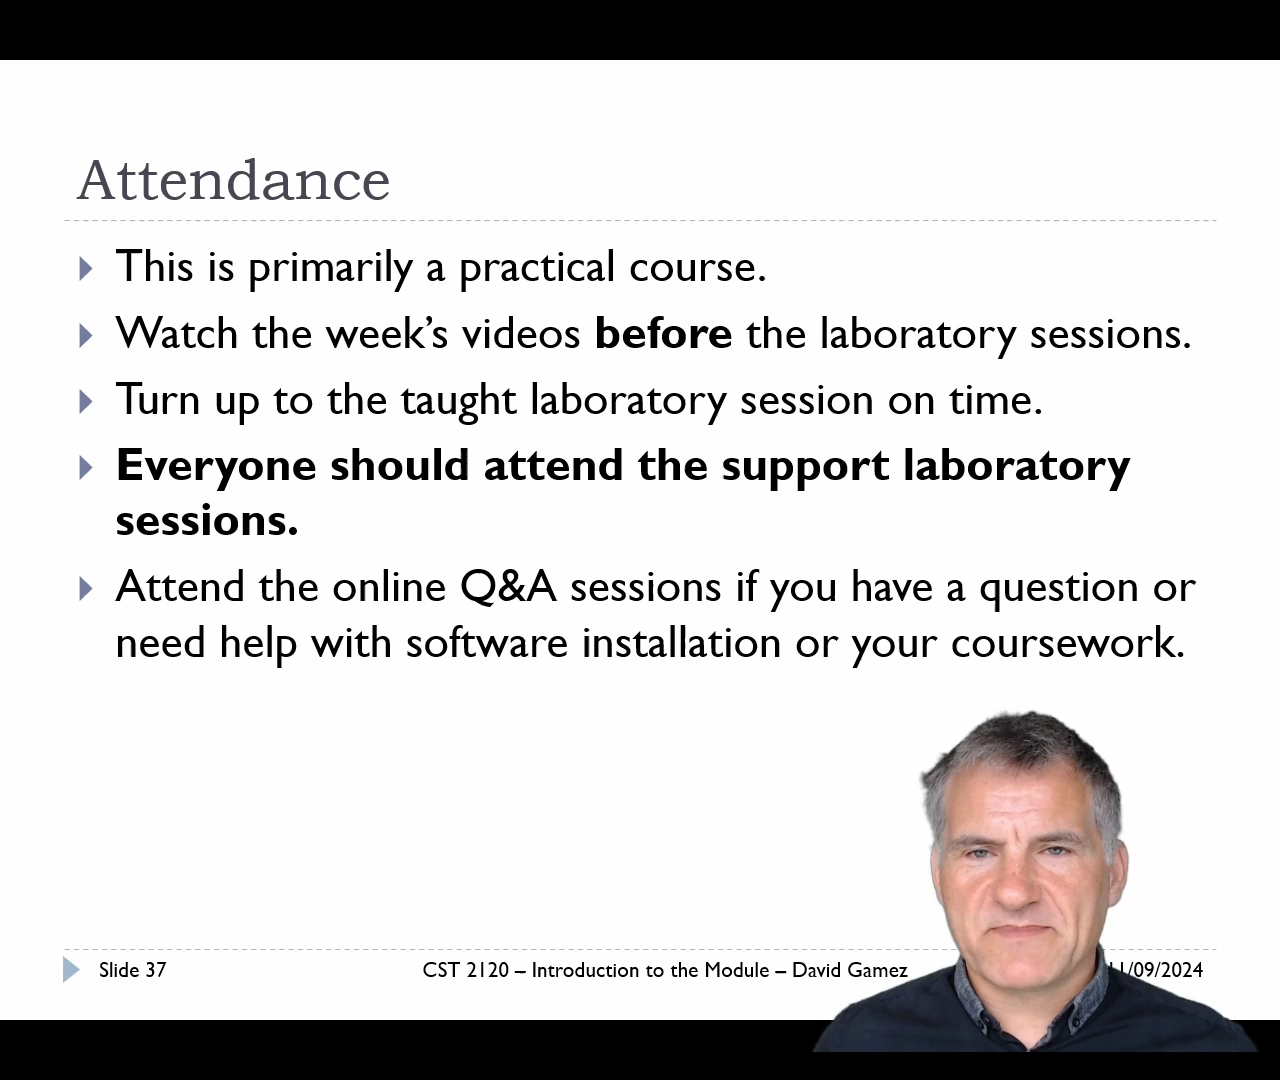 Attendance
This is primarily a practical course.
Watch the week’s videos before the laboratory sessions.
Turn up to the taught laboratory session on time.
Everyone should attend the support laboratory
sessions.
Attend the online Q&A sessions if you have a question or
need help with software installation or your coursework.
Slide 37
CST 2120 – Introduction to the Module – David Gamez
11/09/2024